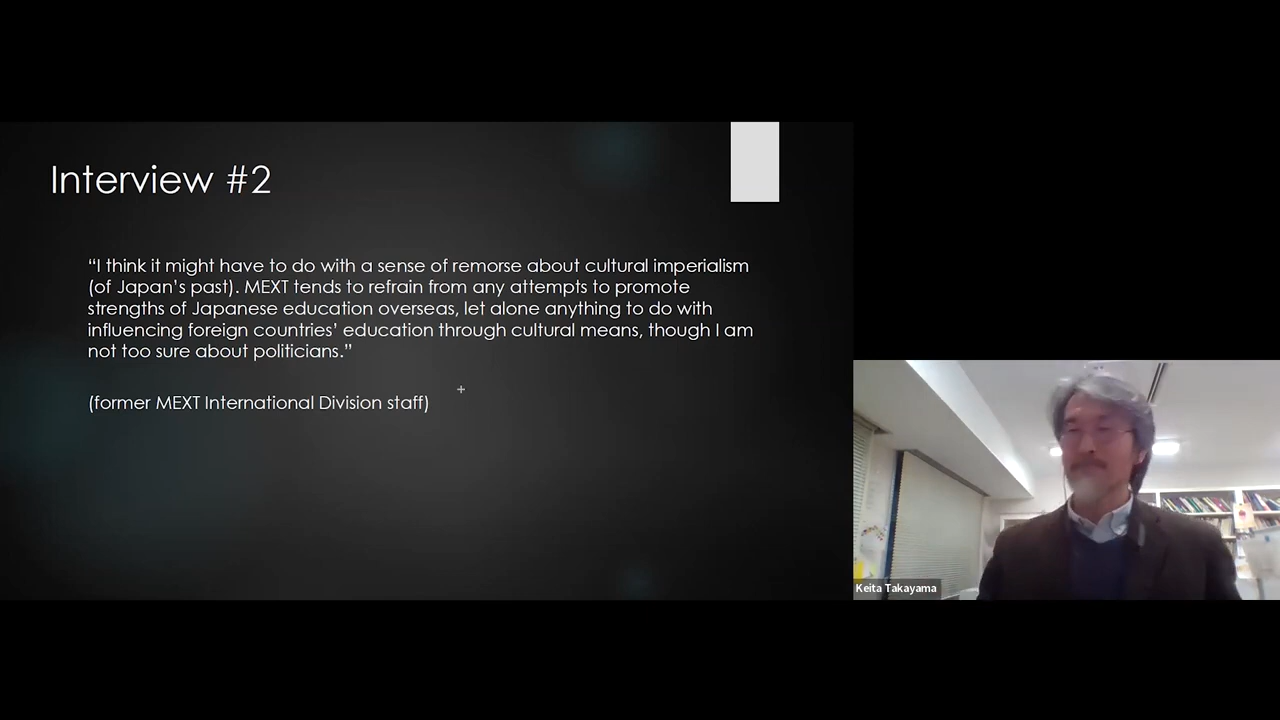 Interview #2
“I think it might have to do with a sense of remorse about cultural imperialism
(of Japan’s past). MEXT tends to refrain from any attempts to promote
strengths of Japanese education overseas, let alone anything to do with
influencing foreign countries’ education through cultural means, though I am
not too sure about politicians.”
(former MEXT International Division staff)
Keita Takayama